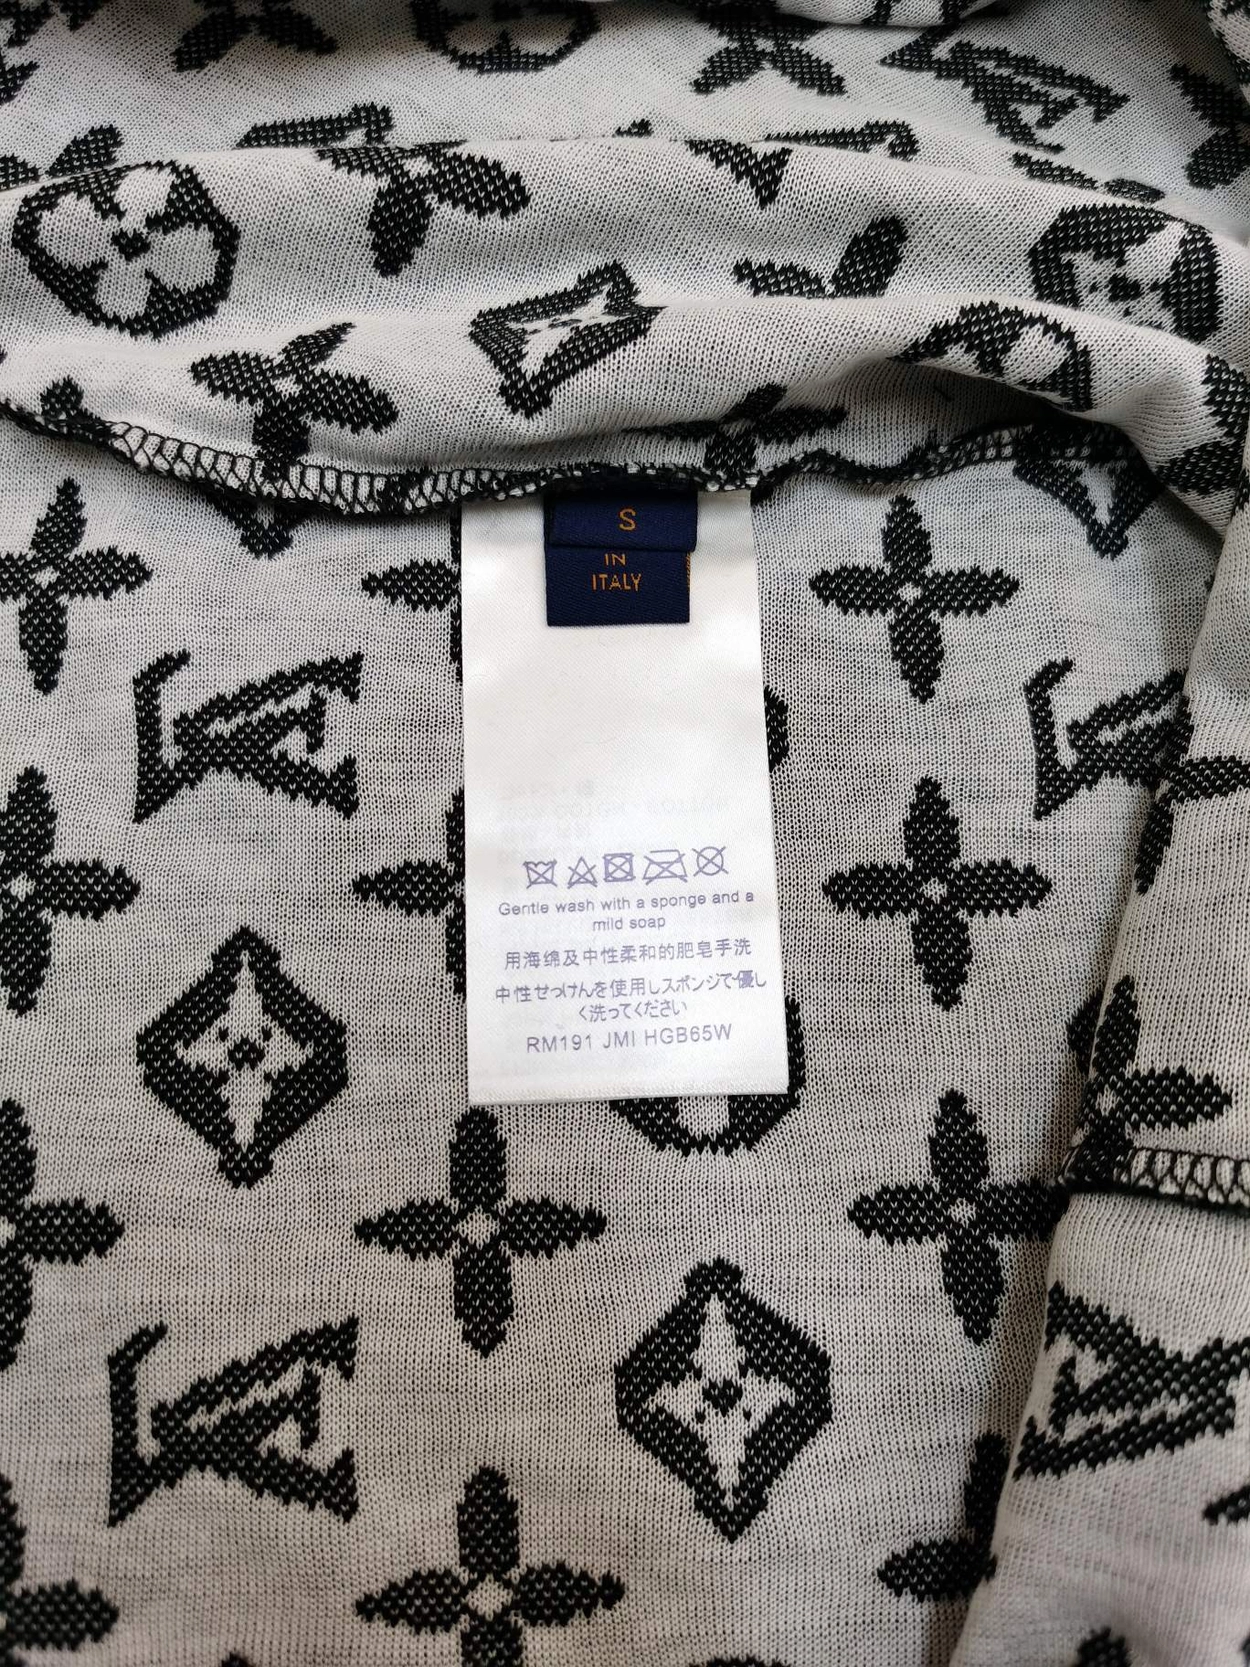 S
IN
ITALY
Gentle wash with a sponge and a
mild soap
用海绵及中性柔和的肥皂手洗
中性せっけんを使用しスポンジで優し
く洗ってください
RM191 JMI HGB65W